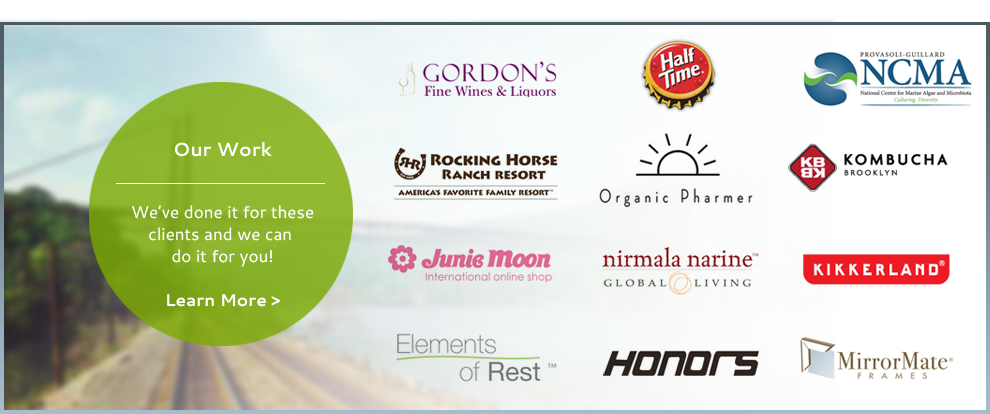 Our Work
We've done it for these
clients and we can
do it for you!
Learn More >
GORDON'S
Fine Wines & Liquors
Half
Time
PROVASOLI-GUILLARD
NCMA
National Center for Marine Algae and Microbiota
Culturing Diversity
RHR ROCKING HORSE
RANCH RESORT
AMERICA'S FAVORITE FAMILY RESORT™
Organic Pharmer
KB
KB
KOMBUCHA
BROOKLYN
Junie Moon
International online shop
nirmala narine™
GLOBAL LIVING
KIKKERLAND®
Elements
of Rest™
HONORS
MirrorMate®
FRAMES